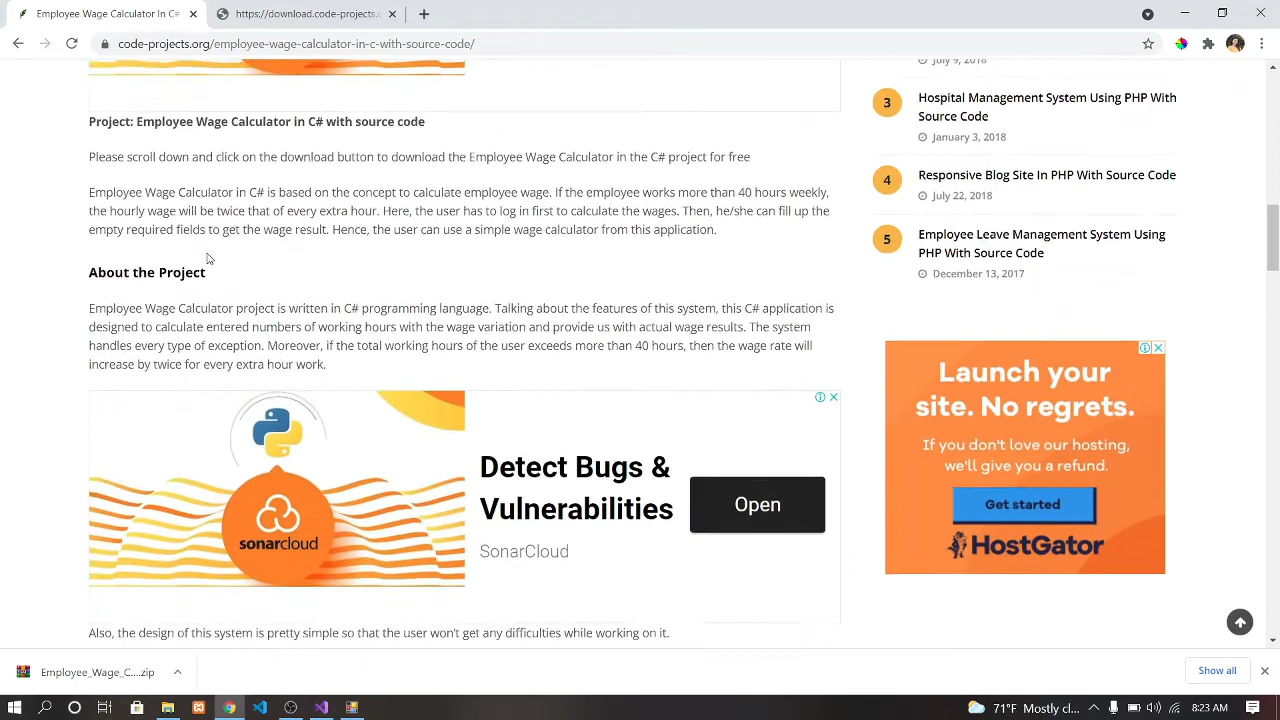 Employee Wage Calculator In C#
https://download.code-projects.o
code-projects.org/employee-wage-calculator-in-c-with-source-code/
Project: Employee Wage Calculator in C# with source code
Please scroll down and click on the download button to download the Employee Wage Calculator in the C# project for free
Employee Wage Calculator in C# is based on the concept to calculate employee wage. If the employee works more than 40 hours weekly,
the hourly wage will be twice that of every extra hour. Here, the user has to log in first to calculate the wages. Then, he/she can fill up the
empty required fields to get the wage result. Hence, the user can use a simple wage calculator from this application.
About the Project
Employee Wage Calculator project is written in C# programming language. Talking about the features of this system, this C# application is
designed to calculate entered numbers of working hours with the wage variation and provide us with actual wage results. The system
handles every type of exception. Moreover, if the total working hours of the user exceeds more than 40 hours, then the wage rate will
increase by twice for every extra hour work.
sonarcloud
Detect Bugs &
Vulnerabilities
SonarCloud
Open
Also, the design of this system is pretty simple so that the user won't get any difficulties while working on it.
July 9, 2018
3
Hospital Management System Using PHP With
Source Code
January 3, 2018
4
Responsive Blog Site In PHP With Source Code
July 22, 2018
5
Employee Leave Management System Using
PHP With Source Code
December 13, 2017
Launch your
site. No regrets.
If you don't love our hosting,
we'll give you a refund.
Get started
HostGator
Employee_Wage_C....zip
Show all
71°F Mostly cl...
8:23 AM